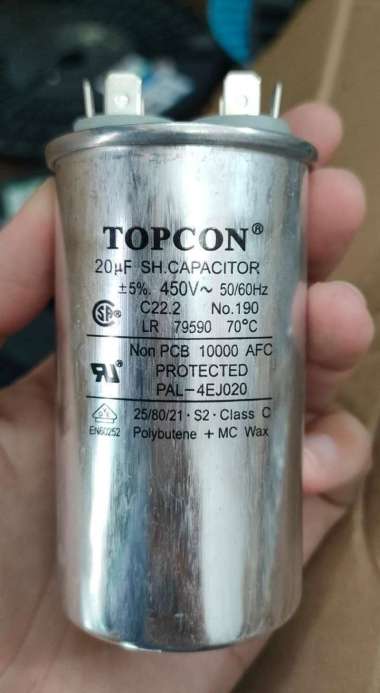 TOPCON®
20µF SH.CAPACITOR
±5%. 450V~ 50/60Hz
SA® C22.2 No.190
LR 79590 70°C
Non PCB 10000 AFC
PROTECTED
PAL-4EJ020
25/80/21·S2·Class C
EN60252 Polybutene + MC Wax